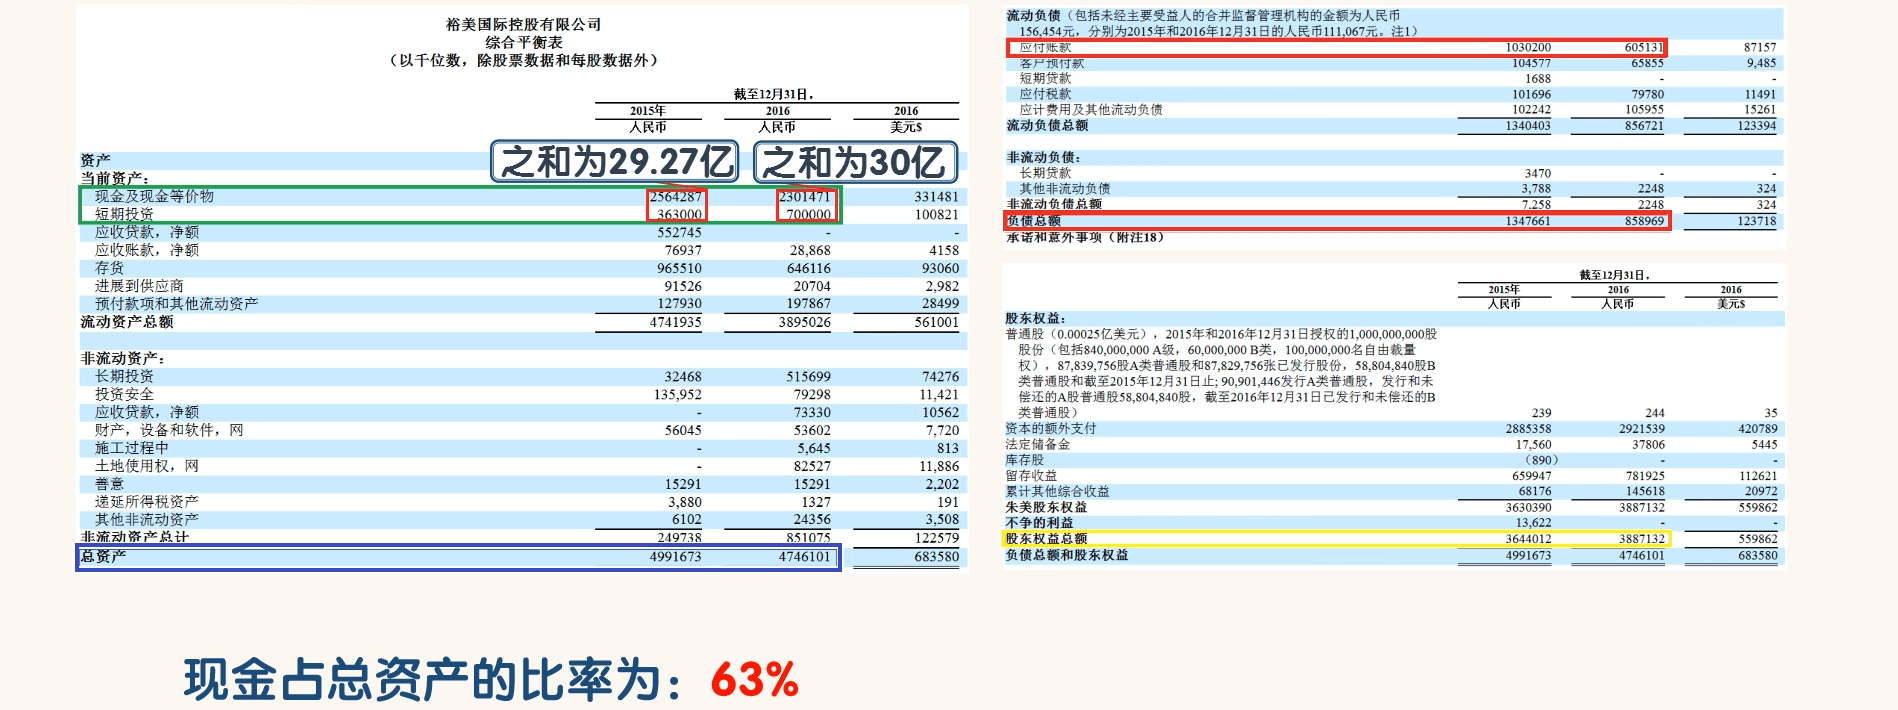 裕美国际控股有限公司
综合平衡表
（以千位数，除股票数据和每股数据外）
截至12月31日.
2015年 2016 2016
人民币 人民币 美元$
之和为29.27亿 之和为30亿
资产
当前资产：
现金及现金等价物 2564287 2301471 331481
短期投资 363000 700000 100821
应收贷款，净额 552745 - -
应收账款，净额 76937 28,868 4158
存货 965510 646116 93060
进展到供应商 91526 20704 2,982
预付款项和其他流动资产 127930 197867 28499
流动资产总额 4741935 3895026 561001
非流动资产：
长期投资 32468 515699 74276
投资安全 135,952 79298 11,421
应收贷款，净额 - 73330 10562
财产，设备和软件，网 56045 53602 7,720
施工过程中 - 5,645 813
土地使用权，网 - 82527 11,886
善意 15291 15291 2,202
递延所得税资产 3,880 1327 191
其他非流动资产 6102 24356 3,508
非流动资产总计 249738 851075 122579
总资产 4991673 4746101 683580
流动负债（包括未经主要受益人的合并监督管理机构的金额为人民币
156,454元，分别为2015年和2016年12月31日的人民币111,067元。注1）
应付账款 1030200 605131 87157
客户预付款 104577 65855 9,485
短期贷款 1688 - -
应付税款 101696 79780 11491
应计费用及其他流动负债 102242 105955 15261
流动负债总额 1340403 856721 123394
非流动负债：
长期贷款 3470 - -
其他非流动负债 3,788 2248 324
非流动负债总额 7.258 2248 324
负债总额 1347661 858969 123718
承诺和意外事项（附注18）
截至12月31日.
2015年 2016 2016
人民币 人民币 美元$
股东权益：
普通股（0.00025亿美元），2015年和2016年12月31日授权的1,000,000,000股
股份（包括840,000,000 A级，60,000,000 B类，100,000,000名自由裁量
权），87,839,756股A类普通股和87,829,756张已发行股份，58,804,840股B
类普通股和截至2015年12月31日止; 90,901,446发行A类普通股，发行和未
偿还的A股普通股58,804,840股，截至2016年12月31日已发行和未偿还的B
类普通股） 239 244 35
资本的额外支付 2885358 2921539 420789
法定储备金 17,560 37806 5445
库存股 （890） - -
留存收益 659947 781925 112621
累计其他综合收益 68176 145618 20972
朱美股东权益 3630390 3887132 559862
不争的利益 13,622 - -
股东权益总额 3644012 3887132 559862
负债总额和股东权益 4991673 4746101 683580
现金占总资产的比率为：63%